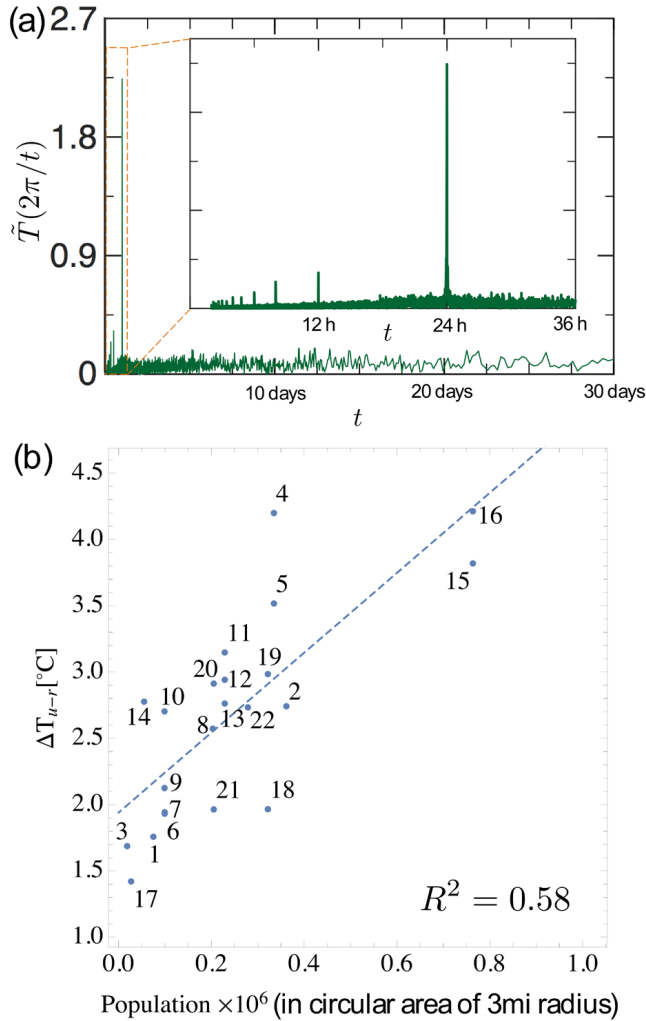 (a)
2.7
1.8
0.9
0
T̃(2π/t)
12 h
24 h
36 h
t
10 days
20 days
30 days
t
(b)
4.5
4.0
3.5
3.0
2.5
2.0
1.5
1.0
ΔTu−r[°C]
4
16
15
5
11
19
20
12
2
10
14
13
22
8
9
21
18
7
3
6
1
17
R² = 0.58
0.0
0.2
0.4
0.6
0.8
1.0
Population ×10⁶ (in circular area of 3mi radius)